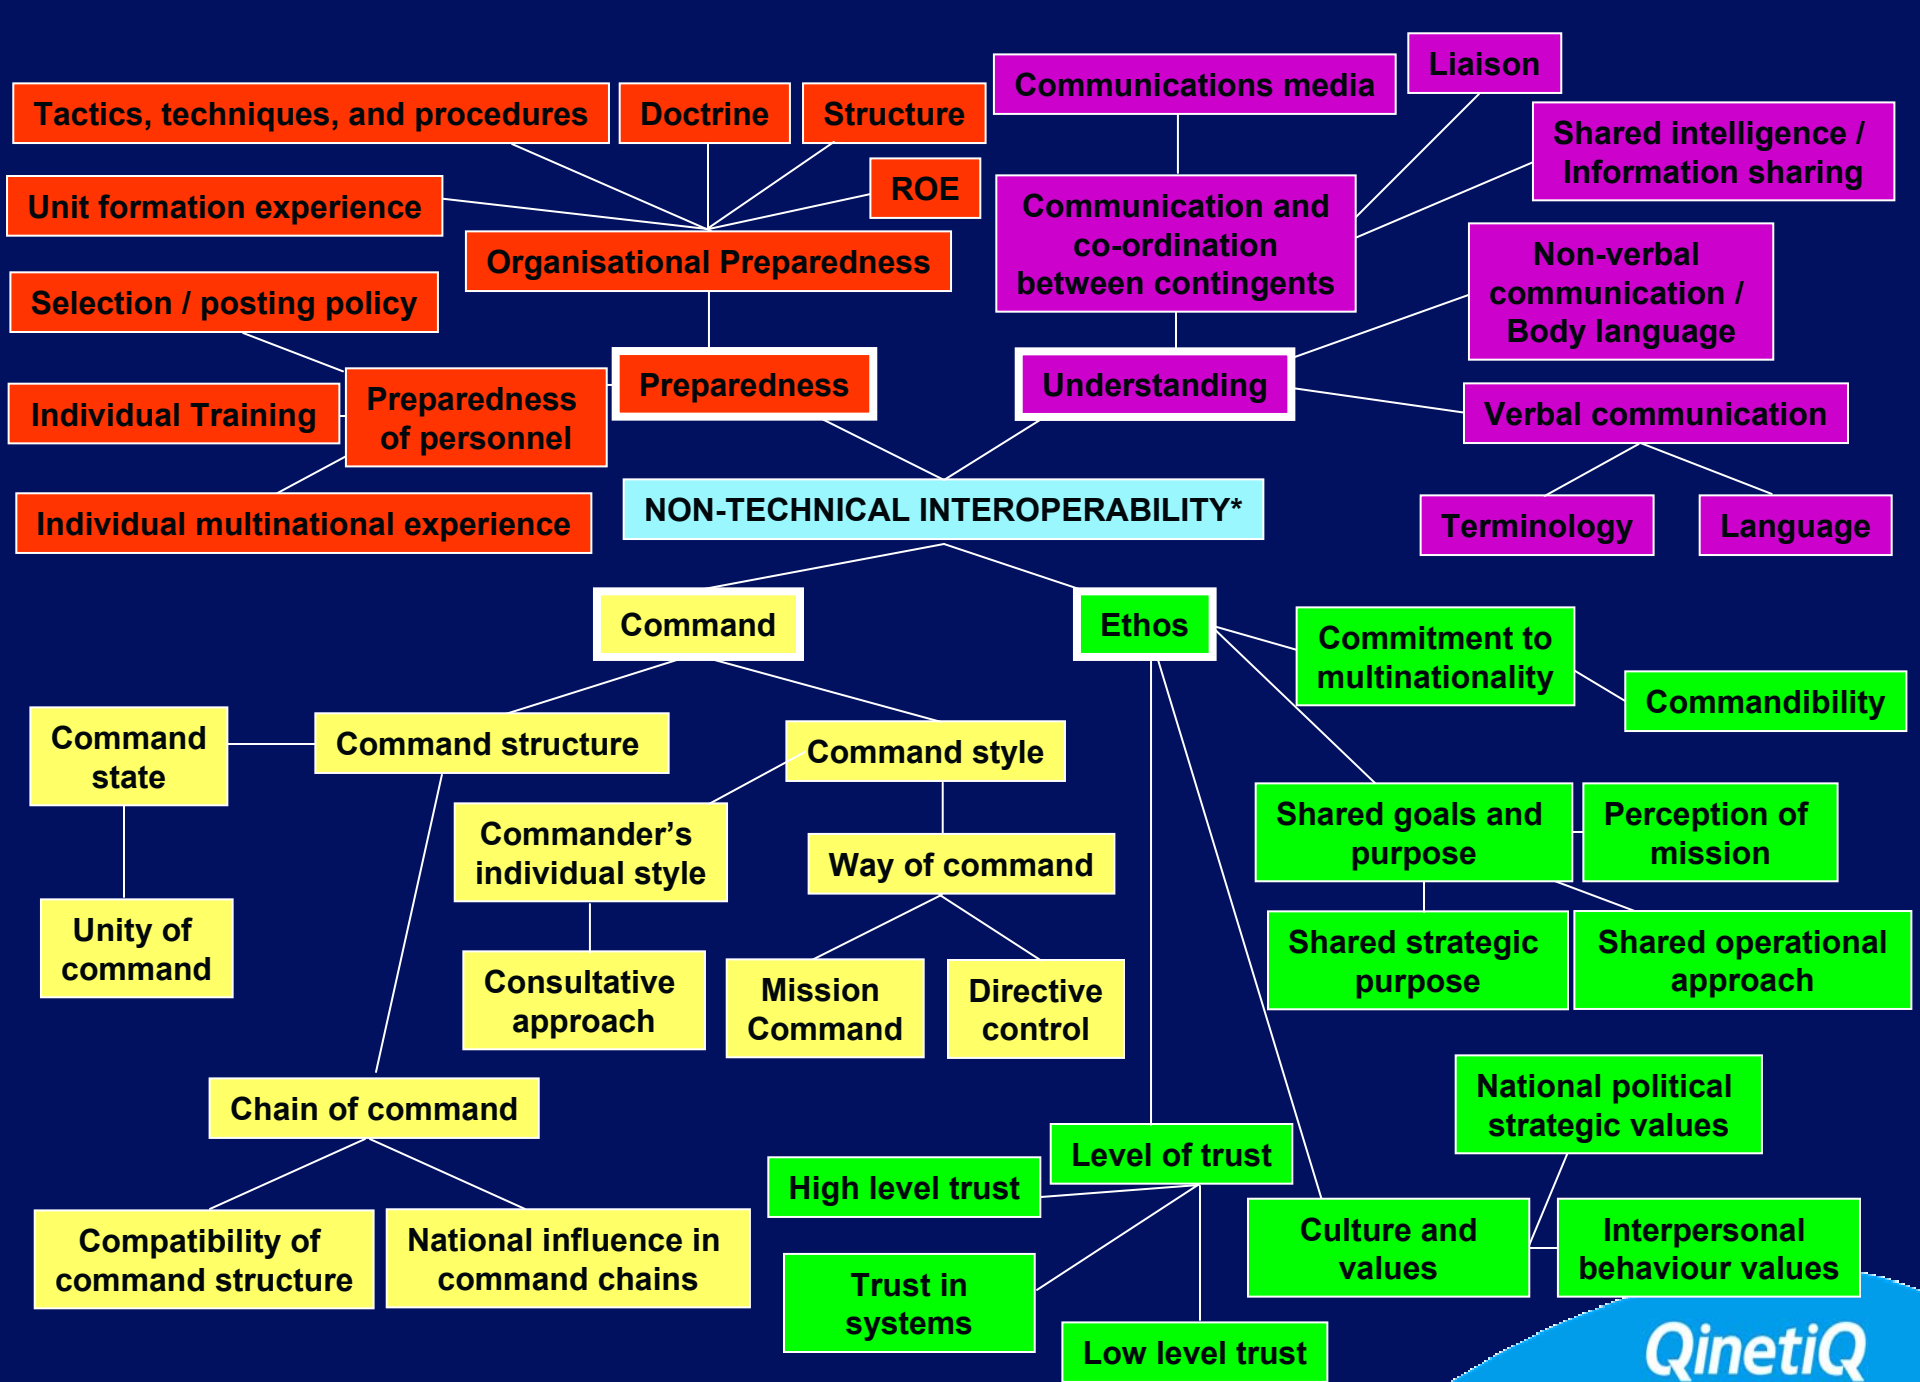 Tactics, techniques, and procedures
Doctrine
Structure
ROE
Unit formation experience
Organisational Preparedness
Selection / posting policy
Individual Training
Preparedness
of personnel
Preparedness
Individual multinational experience
Communications media
Liaison
Shared intelligence /
Information sharing
Communication and
co-ordination
between contingents
Non-verbal
communication /
Body language
Understanding
Verbal communication
Terminology
Language
NON-TECHNICAL INTEROPERABILITY*
Command
Command
state
Command structure
Command style
Commander’s
individual style
Way of command
Unity of
command
Consultative
approach
Mission
Command
Directive
control
Chain of command
Compatibility of
command structure
National influence in
command chains
Ethos
Commitment to
multinationality
Commandibility
Shared goals and
purpose
Perception of
mission
Shared strategic
purpose
Shared operational
approach
National political
strategic values
Level of trust
High level trust
Culture and
values
Interpersonal
behaviour values
Trust in
systems
Low level trust
QinetiQ